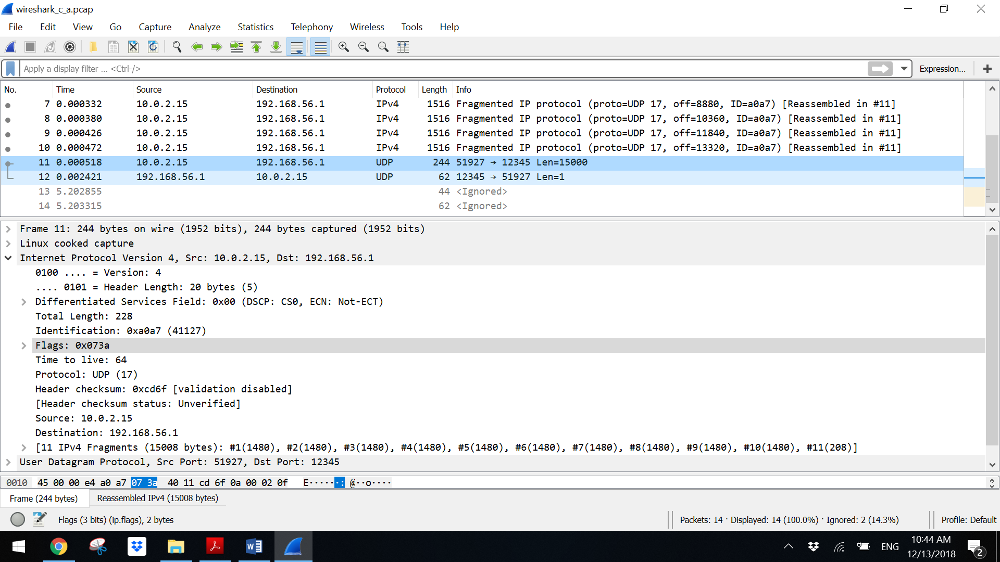 wireshark_c_a.pcap
File Edit View Go Capture Analyze Statistics Telephony Wireless Tools Help
Apply a display filter ... <Ctrl-/> Expression... +
No. Time Source Destination Protocol Length Info
7 0.000332 10.0.2.15 192.168.56.1 IPv4 1516 Fragmented IP protocol (proto=UDP 17, off=8880, ID=a0a7) [Reassembled in #11]
8 0.000380 10.0.2.15 192.168.56.1 IPv4 1516 Fragmented IP protocol (proto=UDP 17, off=10360, ID=a0a7) [Reassembled in #11]
9 0.000426 10.0.2.15 192.168.56.1 IPv4 1516 Fragmented IP protocol (proto=UDP 17, off=11840, ID=a0a7) [Reassembled in #11]
10 0.000472 10.0.2.15 192.168.56.1 IPv4 1516 Fragmented IP protocol (proto=UDP 17, off=13320, ID=a0a7) [Reassembled in #11]
11 0.000518 10.0.2.15 192.168.56.1 UDP 244 51927 → 12345 Len=15000
12 0.002421 192.168.56.1 10.0.2.15 UDP 62 12345 → 51927 Len=1
13 5.202855 44 <Ignored>
14 5.203315 62 <Ignored>
Frame 11: 244 bytes on wire (1952 bits), 244 bytes captured (1952 bits)
Linux cooked capture
Internet Protocol Version 4, Src: 10.0.2.15, Dst: 192.168.56.1
0100 .... = Version: 4
.... 0101 = Header Length: 20 bytes (5)
Differentiated Services Field: 0x00 (DSCP: CS0, ECN: Not-ECT)
Total Length: 228
Identification: 0xa0a7 (41127)
Flags: 0x073a
Time to live: 64
Protocol: UDP (17)
Header checksum: 0xcd6f [validation disabled]
[Header checksum status: Unverified]
Source: 10.0.2.15
Destination: 192.168.56.1
[11 IPv4 Fragments (15008 bytes): #1(1480), #2(1480), #3(1480), #4(1480), #5(1480), #6(1480), #7(1480), #8(1480), #9(1480), #10(1480), #11(208)]
User Datagram Protocol, Src Port: 51927, Dst Port: 12345
0010 45 00 00 e4 a0 a7 07 3a 40 11 cd 6f 0a 00 02 0f E······: @··o····
Frame (244 bytes) Reassembled IPv4 (15008 bytes)
Flags (3 bits) (ip.flags), 2 bytes Packets: 14 · Displayed: 14 (100.0%) · Ignored: 2 (14.3%) Profile: Default
ENG 10:44 AM
12/13/2018 2